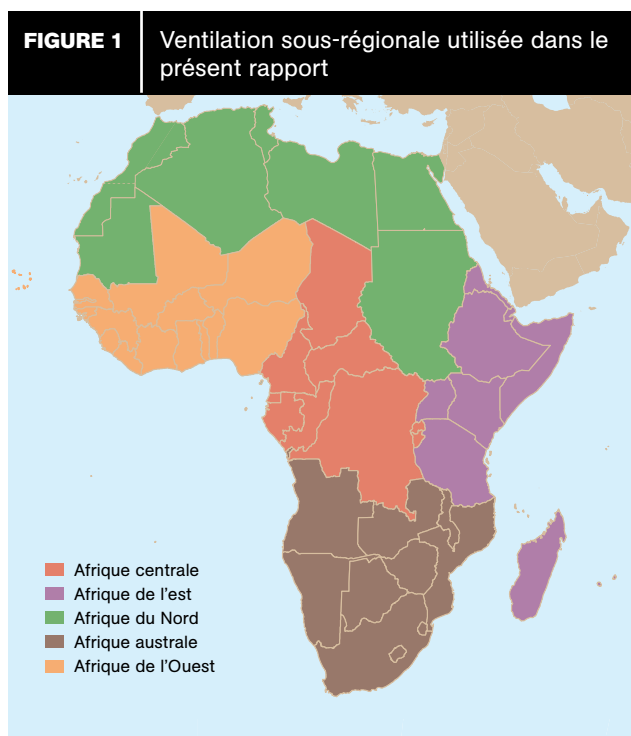 FIGURE 1
Ventilation sous-régionale utilisée dans le
présent rapport
Afrique centrale
Afrique de l'est
Afrique du Nord
Afrique australe
Afrique de l'Ouest